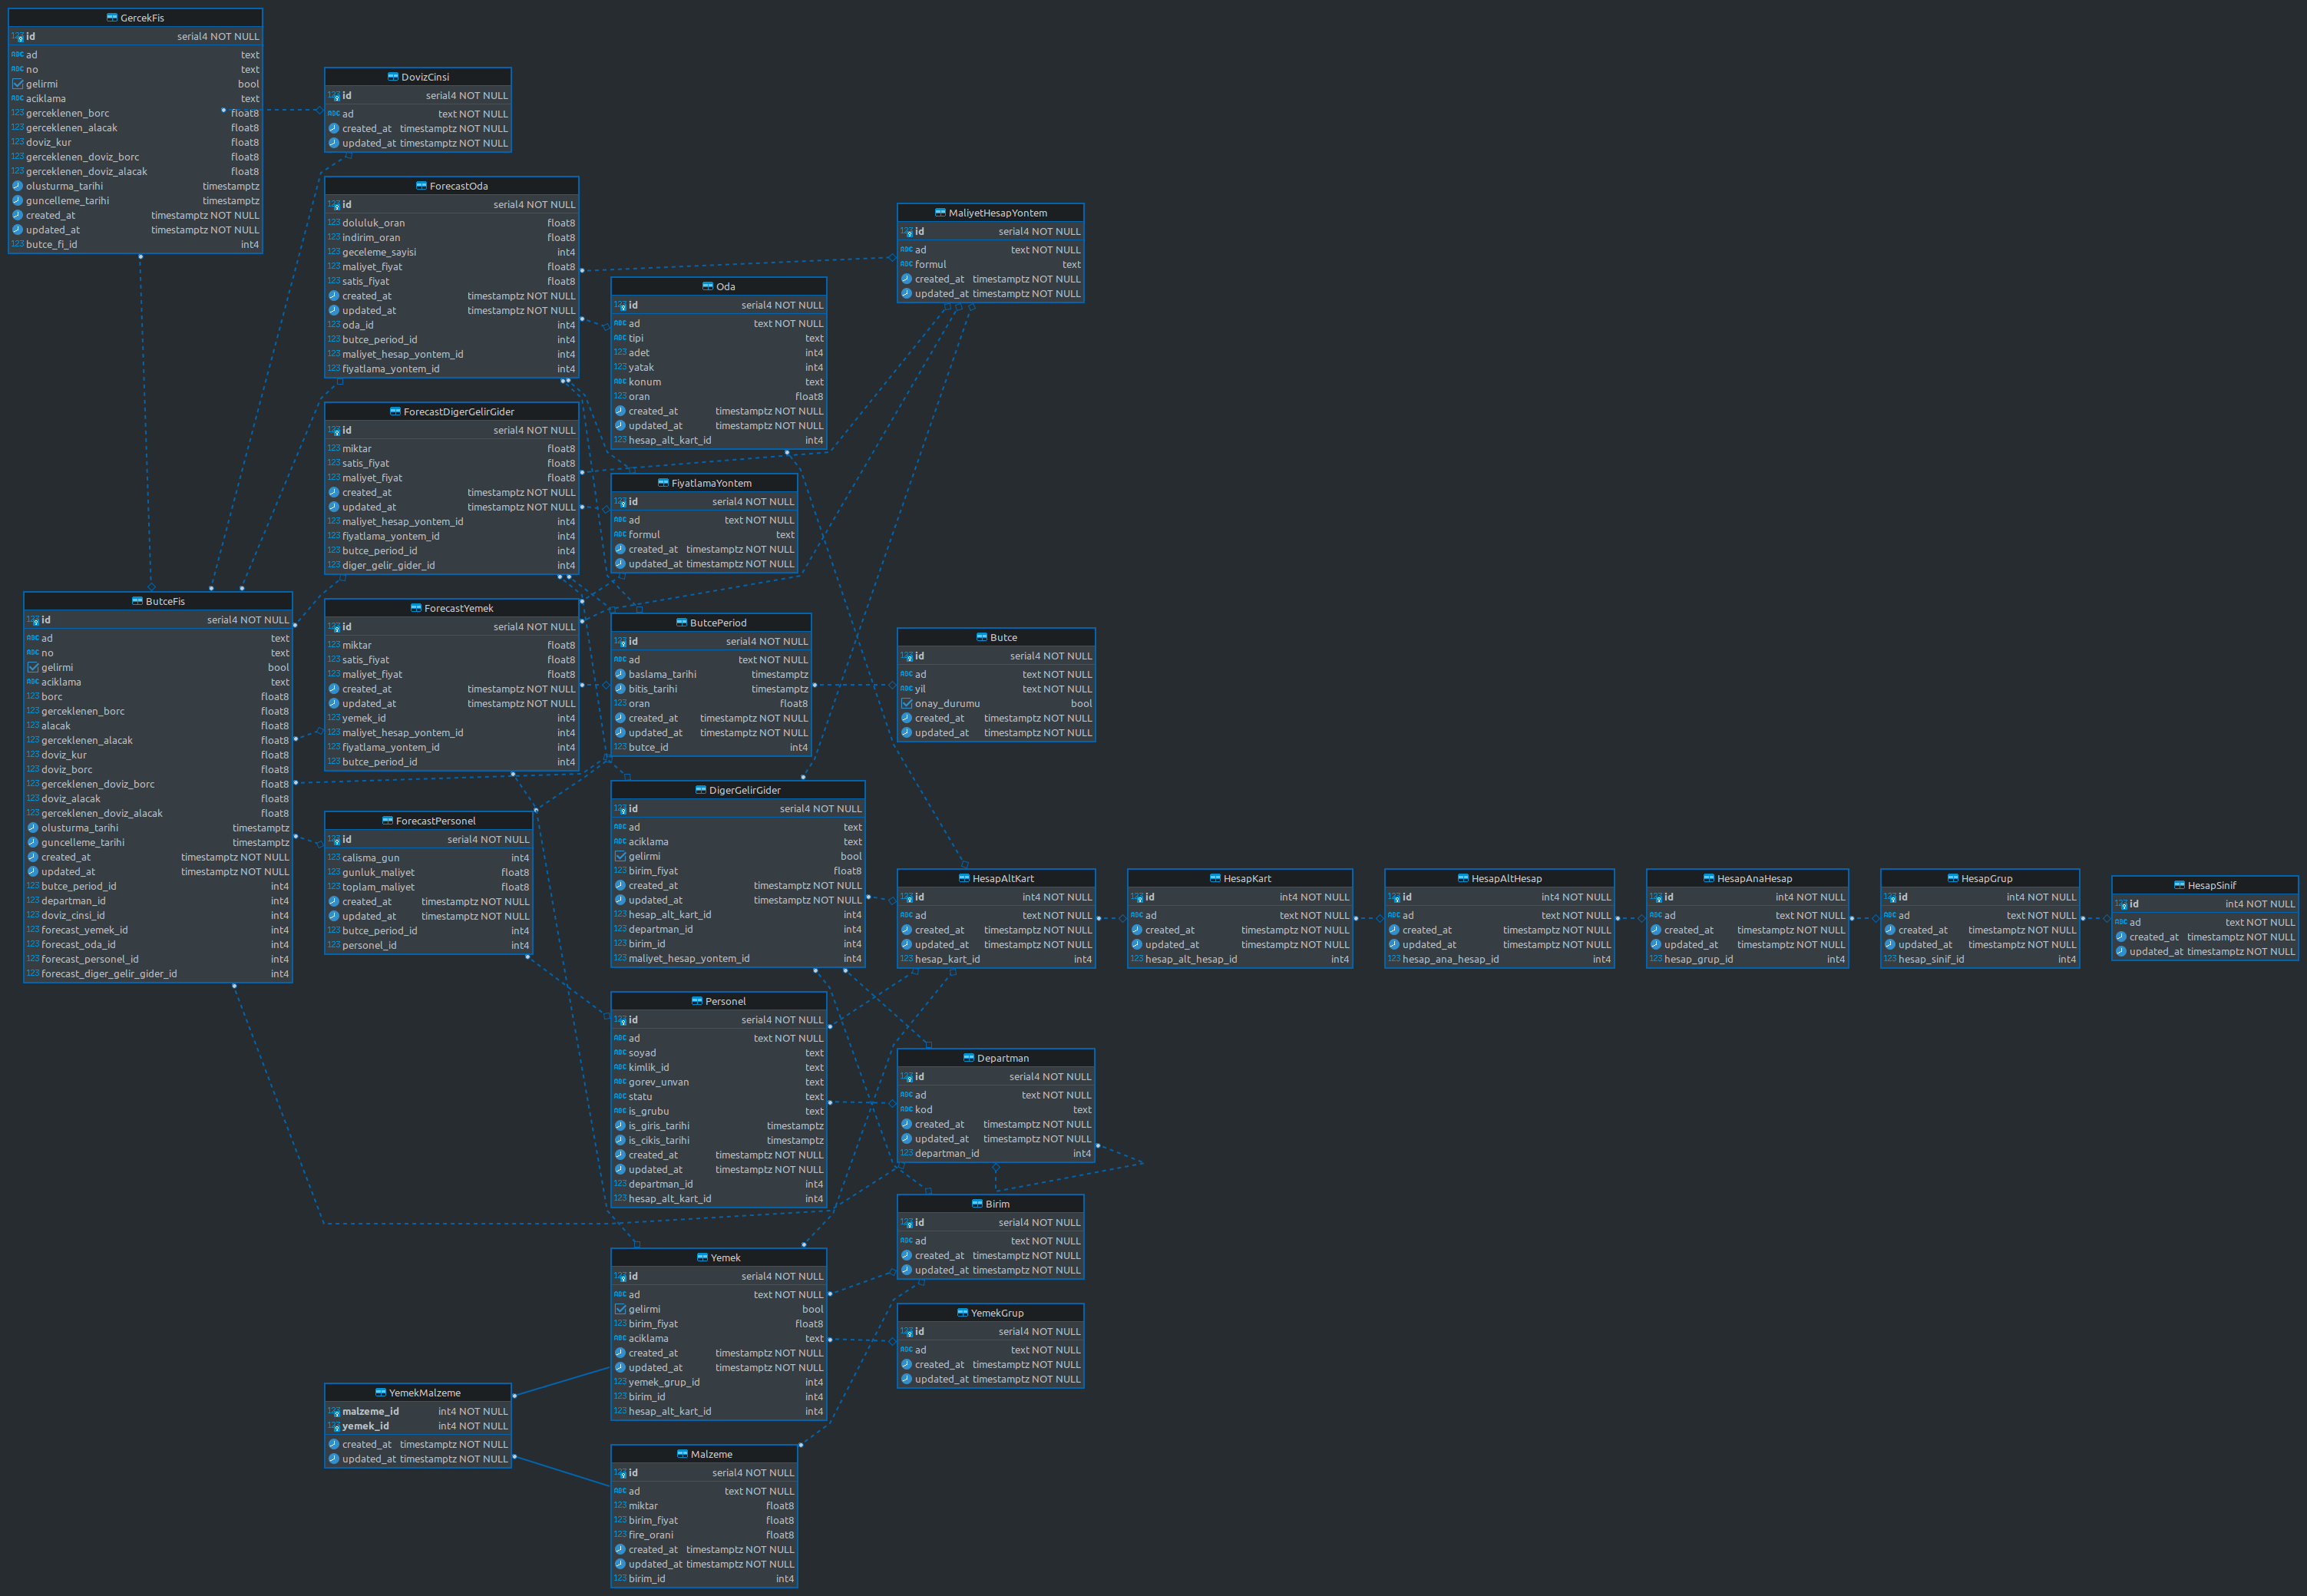 GercekFis
id serial4 NOT NULL
ad text
no text
gelirmi bool
aciklama text
gerceklenen_borc float8
gerceklenen_alacak float8
doviz_kur float8
gerceklenen_doviz_borc float8
gerceklenen_doviz_alacak float8
olusturma_tarihi timestamptz
guncelleme_tarihi timestamptz
created_at timestamptz NOT NULL
updated_at timestamptz NOT NULL
butce_fi_id int4
DovizCinsi
id serial4 NOT NULL
ad text NOT NULL
created_at timestamptz NOT NULL
updated_at timestamptz NOT NULL
ForecastOda
id serial4 NOT NULL
doluluk_oran float8
indirim_oran float8
geceleme_sayisi int4
maliyet_fiyat float8
satis_fiyat float8
created_at timestamptz NOT NULL
updated_at timestamptz NOT NULL
oda_id int4
butce_period_id int4
maliyet_hesap_yontem_id int4
fiyatlama_yontem_id int4
MaliyetHesapYontem
id serial4 NOT NULL
ad text NOT NULL
formul text
created_at timestamptz NOT NULL
updated_at timestamptz NOT NULL
Oda
id serial4 NOT NULL
ad text NOT NULL
tipi text
adet int4
yatak int4
konum text
oran float8
created_at timestamptz NOT NULL
updated_at timestamptz NOT NULL
hesap_alt_kart_id int4
ForecastDigerGelirGider
id serial4 NOT NULL
miktar float8
satis_fiyat float8
maliyet_fiyat float8
created_at timestamptz NOT NULL
updated_at timestamptz NOT NULL
maliyet_hesap_yontem_id int4
fiyatlama_yontem_id int4
butce_period_id int4
diger_gelir_gider_id int4
FiyatlamaYontem
id serial4 NOT NULL
ad text NOT NULL
formul text
created_at timestamptz NOT NULL
updated_at timestamptz NOT NULL
ButceFis
id serial4 NOT NULL
ad text
no text
gelirmi bool
aciklama text
borc float8
gerceklenen_borc float8
alacak float8
gerceklenen_alacak float8
doviz_kur float8
doviz_borc float8
gerceklenen_doviz_borc float8
doviz_alacak float8
gerceklenen_doviz_alacak float8
olusturma_tarihi timestamptz
guncelleme_tarihi timestamptz
created_at timestamptz NOT NULL
updated_at timestamptz NOT NULL
butce_period_id int4
departman_id int4
doviz_cinsi_id int4
forecast_yemek_id int4
forecast_oda_id int4
forecast_personel_id int4
forecast_diger_gelir_gider_id int4
ForecastYemek
id serial4 NOT NULL
miktar float8
satis_fiyat float8
maliyet_fiyat float8
created_at timestamptz NOT NULL
updated_at timestamptz NOT NULL
yemek_id int4
maliyet_hesap_yontem_id int4
fiyatlama_yontem_id int4
butce_period_id int4
ButcePeriod
id serial4 NOT NULL
ad text NOT NULL
baslama_tarihi timestamptz
bitis_tarihi timestamptz
oran float8
created_at timestamptz NOT NULL
updated_at timestamptz NOT NULL
butce_id int4
Butce
id serial4 NOT NULL
ad text NOT NULL
yil text NOT NULL
onay_durumu bool
created_at timestamptz NOT NULL
updated_at timestamptz NOT NULL
ForecastPersonel
id serial4 NOT NULL
calisma_gun int4
gunluk_maliyet float8
toplam_maliyet float8
created_at timestamptz NOT NULL
updated_at timestamptz NOT NULL
butce_period_id int4
personel_id int4
DigerGelirGider
id serial4 NOT NULL
ad text
aciklama text
gelirmi bool
birim_fiyat float8
created_at timestamptz NOT NULL
updated_at timestamptz NOT NULL
hesap_alt_kart_id int4
departman_id int4
birim_id int4
maliyet_hesap_yontem_id int4
HesapAltKart
id int4 NOT NULL
ad text NOT NULL
created_at timestamptz NOT NULL
updated_at timestamptz NOT NULL
hesap_kart_id int4
HesapKart
id int4 NOT NULL
ad text NOT NULL
created_at timestamptz NOT NULL
updated_at timestamptz NOT NULL
hesap_alt_hesap_id int4
HesapAltHesap
id int4 NOT NULL
ad text NOT NULL
created_at timestamptz NOT NULL
updated_at timestamptz NOT NULL
hesap_ana_hesap_id int4
HesapAnaHesap
id int4 NOT NULL
ad text NOT NULL
created_at timestamptz NOT NULL
updated_at timestamptz NOT NULL
hesap_grup_id int4
HesapGrup
id int4 NOT NULL
ad text NOT NULL
created_at timestamptz NOT NULL
updated_at timestamptz NOT NULL
hesap_sinif_id int4
HesapSinif
id int4 NOT NULL
ad text NOT NULL
created_at timestamptz NOT NULL
updated_at timestamptz NOT NULL
Personel
id serial4 NOT NULL
ad text NOT NULL
soyad text
kimlik_id text
gorev_unvan text
statu text
is_grubu text
is_giris_tarihi timestamptz
is_cikis_tarihi timestamptz
created_at timestamptz NOT NULL
updated_at timestamptz NOT NULL
departman_id int4
hesap_alt_kart_id int4
Departman
id serial4 NOT NULL
ad text NOT NULL
kod text
created_at timestamptz NOT NULL
updated_at timestamptz NOT NULL
departman_id int4
Birim
id serial4 NOT NULL
ad text NOT NULL
created_at timestamptz NOT NULL
updated_at timestamptz NOT NULL
Yemek
id serial4 NOT NULL
ad text NOT NULL
gelirmi bool
birim_fiyat float8
aciklama text
created_at timestamptz NOT NULL
updated_at timestamptz NOT NULL
yemek_grup_id int4
birim_id int4
hesap_alt_kart_id int4
YemekGrup
id serial4 NOT NULL
ad text NOT NULL
created_at timestamptz NOT NULL
updated_at timestamptz NOT NULL
YemekMalzeme
malzeme_id int4 NOT NULL
yemek_id int4 NOT NULL
created_at timestamptz NOT NULL
updated_at timestamptz NOT NULL
Malzeme
id serial4 NOT NULL
ad text NOT NULL
miktar float8
birim_fiyat float8
fire_orani float8
created_at timestamptz NOT NULL
updated_at timestamptz NOT NULL
birim_id int4